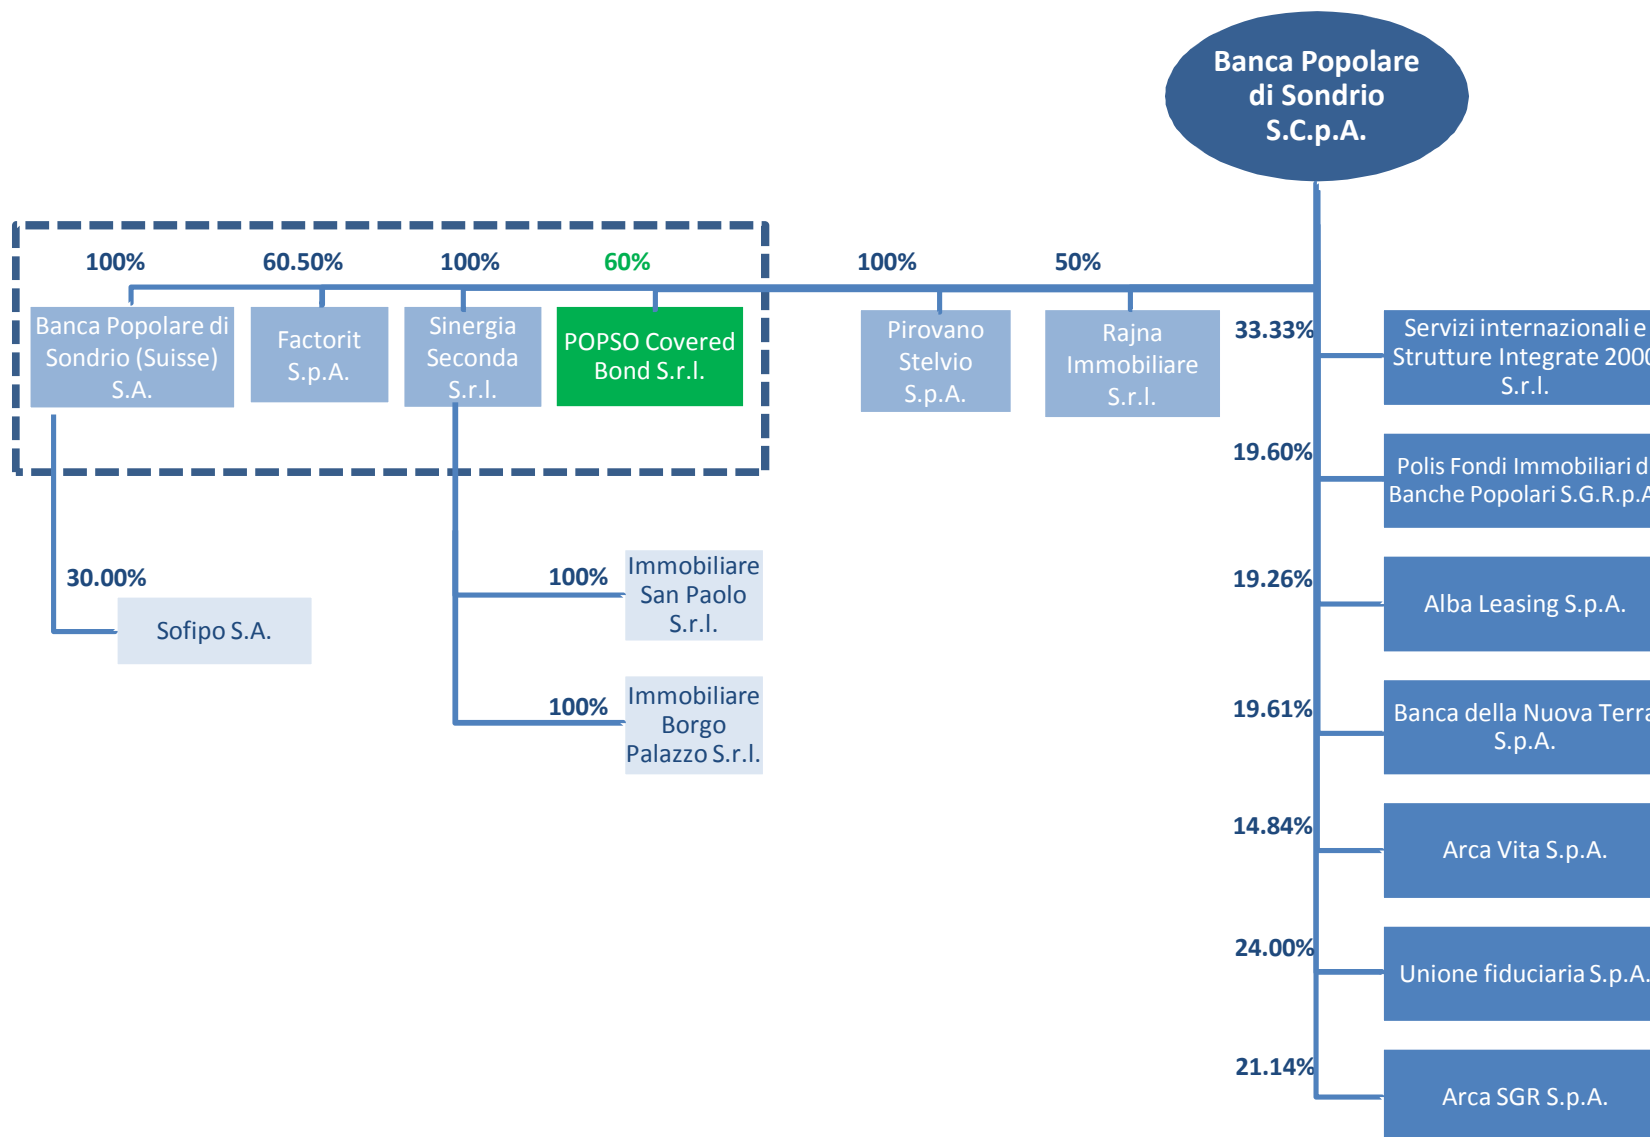 Banca Popolare
di Sondrio
S.C.p.A.
100%
60.50%
100%
60%
100%
50%
Banca Popolare di
Sondrio (Suisse)
S.A.
Factorit
S.p.A.
Sinergia
Seconda
S.r.l.
POPSO Covered
Bond S.r.l.
Pirovano
Stelvio
S.p.A.
Rajna
Immobiliare
S.r.l.
33.33%
Servizi internazionali e
Strutture Integrate 2000
S.r.l.
19.60%
Polis Fondi Immobiliari d
Banche Popolari S.G.R.p.A
30.00%
Sofipo S.A.
100%
Immobiliare
San Paolo
S.r.l.
19.26%
Alba Leasing S.p.A.
100%
Immobiliare
Borgo
Palazzo S.r.l.
19.61%
Banca della Nuova Terra
S.p.A.
14.84%
Arca Vita S.p.A.
24.00%
Unione fiduciaria S.p.A.
21.14%
Arca SGR S.p.A.